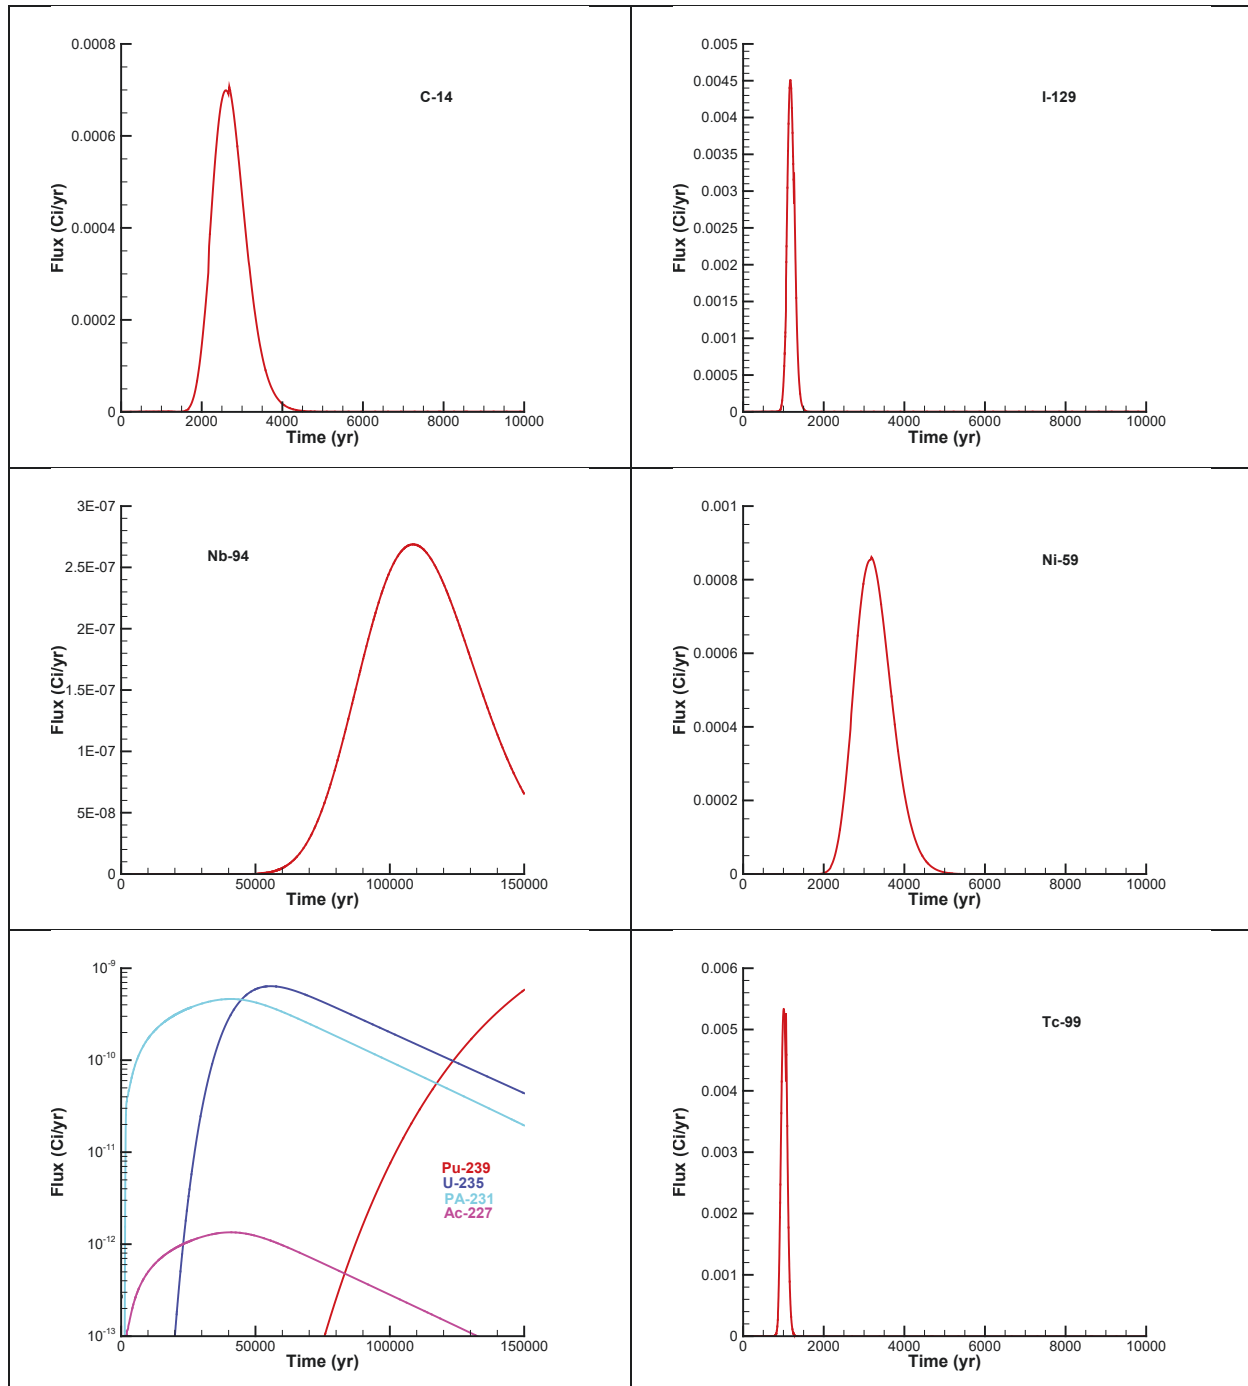 0.0008
0.0006
0.0004
0.0002
0
Flux (Ci/yr)
C-14
0 2000 4000 6000 8000 10000
Time (yr)
0.005
0.0045
0.004
0.0035
0.003
0.0025
0.002
0.0015
0.001
0.0005
0
Flux (Ci/yr)
I-129
0 2000 4000 6000 8000 10000
Time (yr)
3E-07
2.5E-07
2E-07
1.5E-07
1E-07
5E-08
0
Flux (Ci/yr)
Nb-94
0 50000 100000 150000
Time (yr)
0.001
0.0008
0.0006
0.0004
0.0002
0
Flux (Ci/yr)
Ni-59
0 2000 4000 6000 8000 10000
Time (yr)
10⁻⁹
10⁻¹⁰
10⁻¹¹
10⁻¹²
10⁻¹³
Flux (Ci/yr)
Pu-239
U-235
PA-231
Ac-227
0 50000 100000 150000
Time (yr)
0.006
0.005
0.004
0.003
0.002
0.001
0
Flux (Ci/yr)
Tc-99
0 2000 4000 6000 8000 10000
Time (yr)